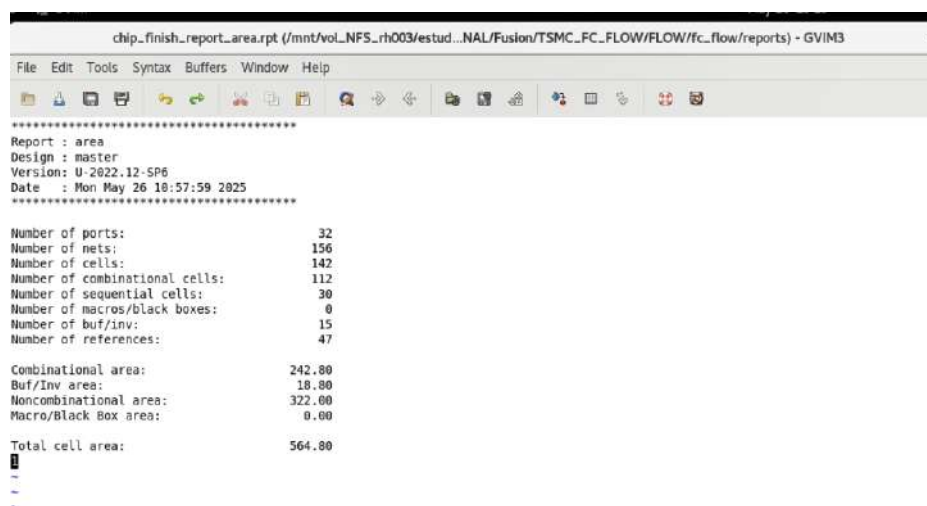 chip_finish_report_area.rpt (/mnt/vol_NFS_rh003/estud...NAL/Fusion/TSMC_FC_FLOW/FLOW/fc_flow/reports) - GVIM3
File Edit Tools Syntax Buffers Window Help
****************************************
Report : area
Design : master
Version: U-2022.12-SP6
Date : Mon May 26 10:57:59 2025
****************************************
Number of ports: 32
Number of nets: 156
Number of cells: 142
Number of combinational cells: 112
Number of sequential cells: 30
Number of macros/black boxes: 0
Number of buf/inv: 15
Number of references: 47
Combinational area: 242.80
Buf/Inv area: 18.80
Noncombinational area: 322.00
Macro/Black Box area: 0.00
Total cell area: 564.80
1
~
~